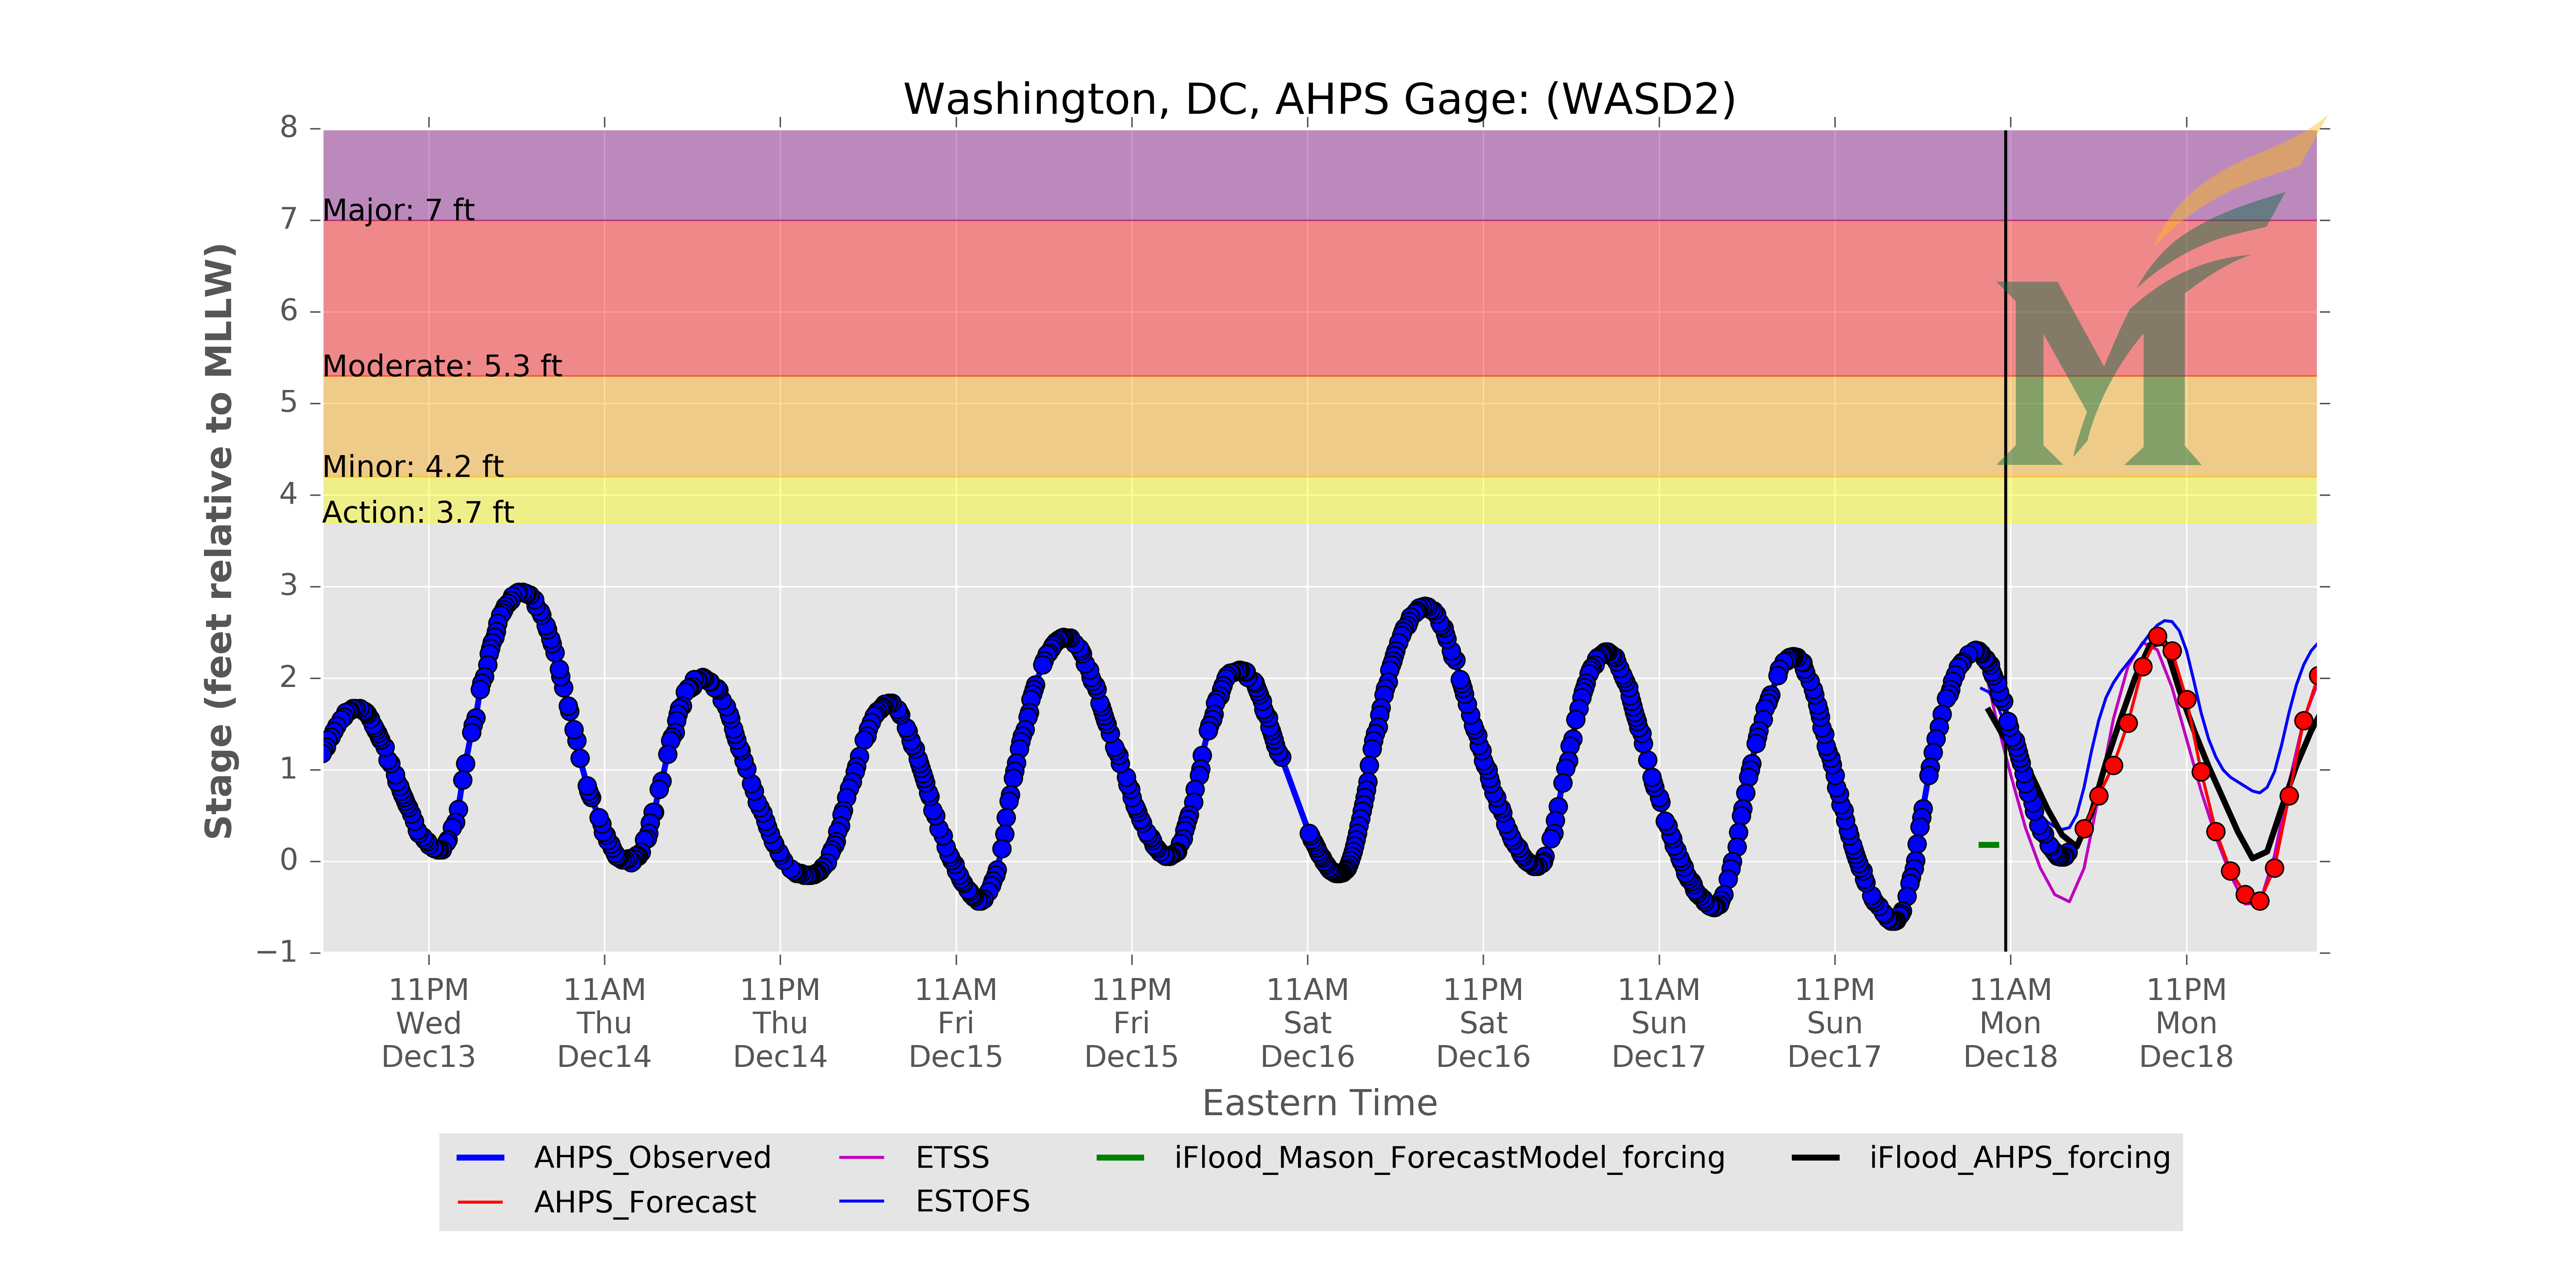 Washington, DC, AHPS Gage: (WASD2)
Stage (feet relative to MLLW)
8
7
6
5
4
3
2
1
0
−1
Major: 7 ft
Moderate: 5.3 ft
Minor: 4.2 ft
Action: 3.7 ft
M
11PM 11AM 11PM 11AM 11PM 11AM 11PM 11AM 11PM 11AM 11PM
Wed Thu Thu Fri Fri Sat Sat Sun Sun Mon Mon
Dec13 Dec14 Dec14 Dec15 Dec15 Dec16 Dec16 Dec17 Dec17 Dec18 Dec18
Eastern Time
AHPS_Observed ETSS iFlood_Mason_ForecastModel_forcing iFlood_AHPS_forcing
AHPS_Forecast ESTOFS